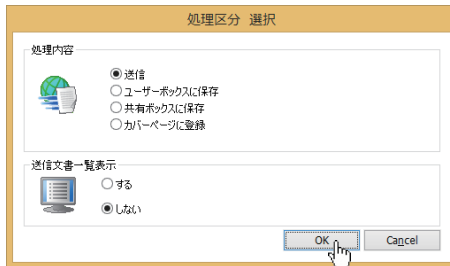 処理区分 選択
処理内容
送信
ユーザーボックスに保存
共有ボックスに保存
カバーページに登録
送信文書一覧表示
する
しない
OK Cancel